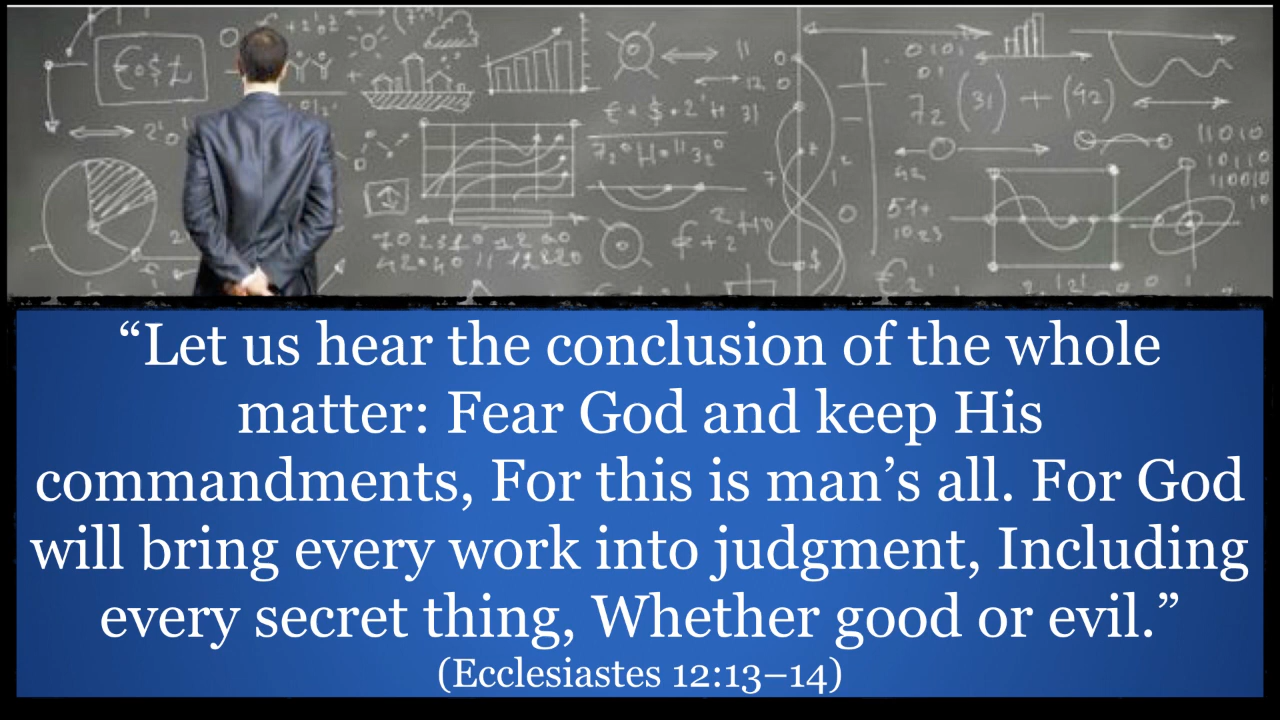 “Let us hear the conclusion of the whole
matter: Fear God and keep His
commandments, For this is man’s all. For God
will bring every work into judgment, Including
every secret thing, Whether good or evil.”
(Ecclesiastes 12:13–14)